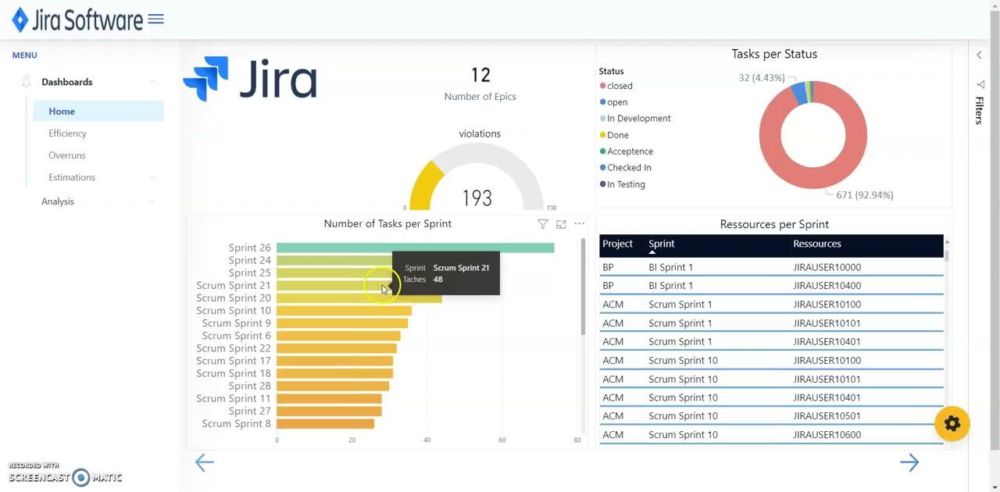 Jira Software
MENU
Dashboards
Home
Efficiency
Overruns
Estimations
Analysis
Jira
12
Number of Epics
violations
193
0
730
Tasks per Status
Status
closed
open
In Development
Done
Acceptence
Checked In
In Testing
32 (4.43%)
671 (92.94%)
Filters
Number of Tasks per Sprint
Sprint 26
Sprint 24
Sprint 25
Scrum Sprint 21
Scrum Sprint 20
Scrum Sprint 10
Scrum Sprint 9
Scrum Sprint 6
Scrum Sprint 22
Scrum Sprint 17
Scrum Sprint 18
Sprint 28
Scrum Sprint 11
Sprint 27
Scrum Sprint 8
0 20 40 60 80
Sprint Scrum Sprint 21
Taches 48
Ressources per Sprint
Project Sprint Ressources
BP BI Sprint 1 JIRAUSER10000
BP BI Sprint 1 JIRAUSER10400
ACM Scrum Sprint 1 JIRAUSER10100
ACM Scrum Sprint 1 JIRAUSER10101
ACM Scrum Sprint 1 JIRAUSER10401
ACM Scrum Sprint 10 JIRAUSER10100
ACM Scrum Sprint 10 JIRAUSER10101
ACM Scrum Sprint 10 JIRAUSER10401
ACM Scrum Sprint 10 JIRAUSER10501
ACM Scrum Sprint 10 JIRAUSER10600
RECORDED WITH
SCREENCAST MATIC